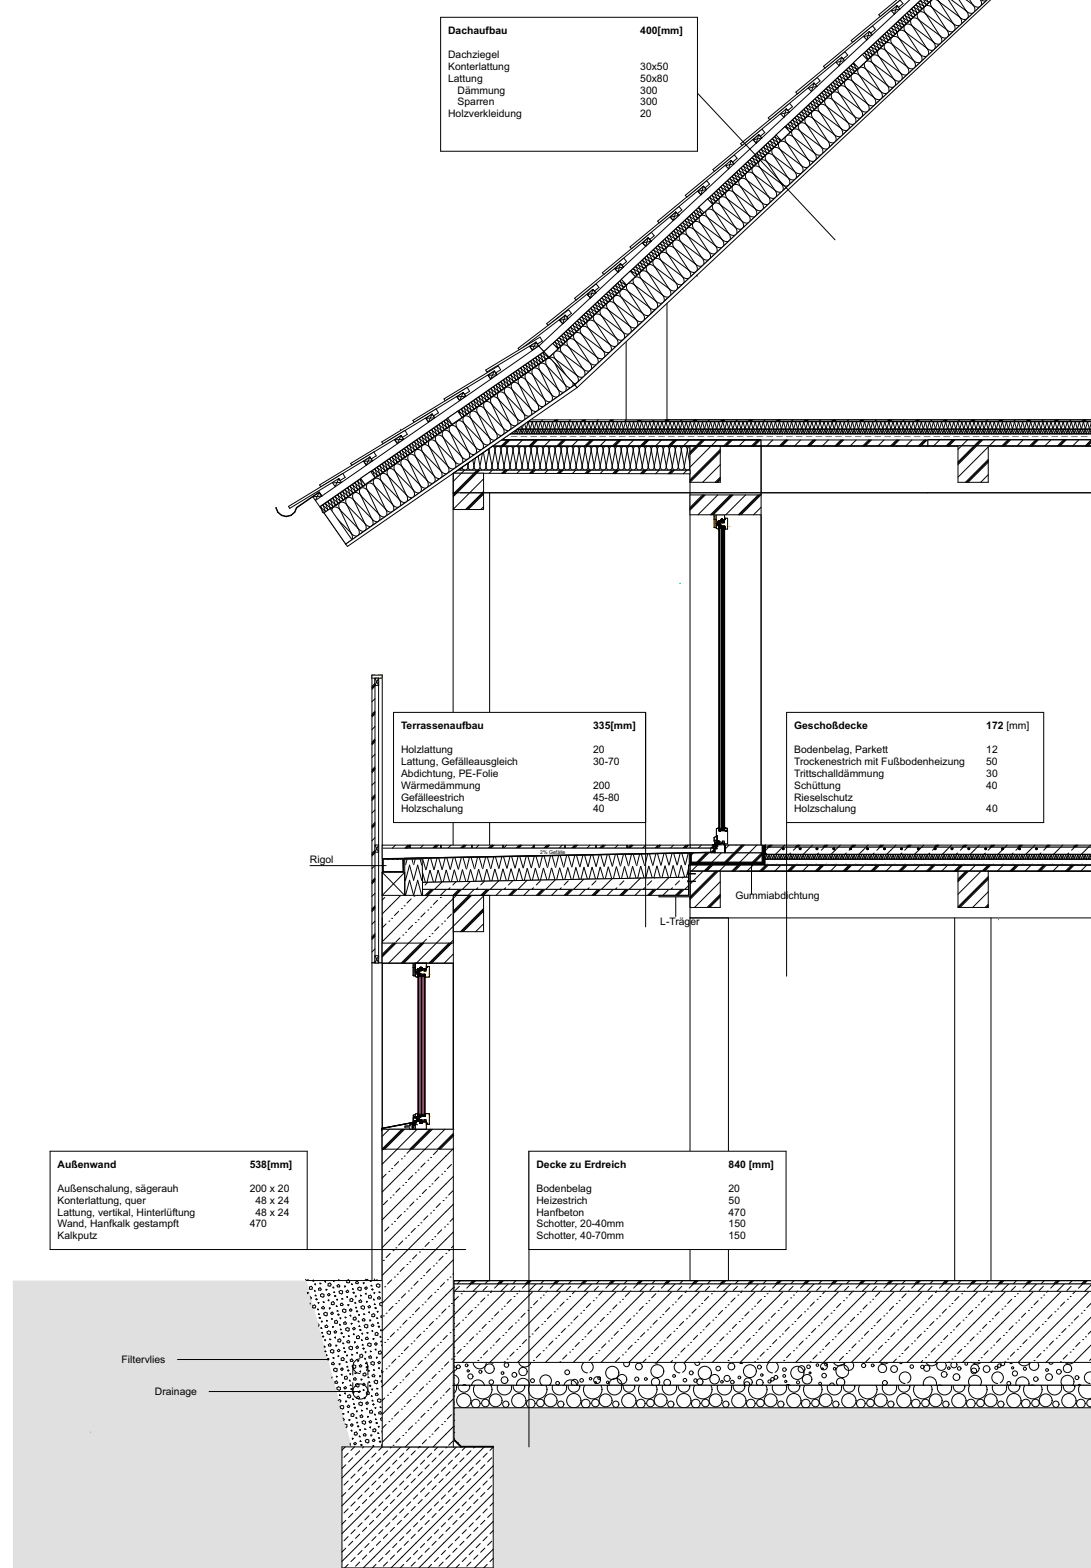 Dachaufbau 400[mm]
Dachziegel
Konterlattung 30x50
Lattung 50x80
Dämmung 300
Sparren 300
Holzverkleidung 20
Terrassenaufbau 335[mm]
Holzlattung 20
Lattung, Gefälleausgleich 30-70
Abdichtung, PE-Folie
Wärmedämmung 200
Gefälleestrich 45-80
Holzschalung 40
Geschoßdecke 172 [mm]
Bodenbelag, Parkett 12
Trockenestrich mit Fußbodenheizung 50
Trittschalldämmung 30
Schüttung 40
Rieselschutz
Holzschalung 40
2% Gefälle
Rigol
Gummiabdichtung
L-Träger
Außenwand 538[mm]
Außenschalung, sägerauh 200 x 20
Konterlattung, quer 48 x 24
Lattung, vertikal, Hinterlüftung 48 x 24
Wand, Hanfkalk gestampft 470
Kalkputz
Decke zu Erdreich 840 [mm]
Bodenbelag 20
Heizestrich 50
Hanfbeton 470
Schotter, 20-40mm 150
Schotter, 40-70mm 150
Filtervlies
Drainage